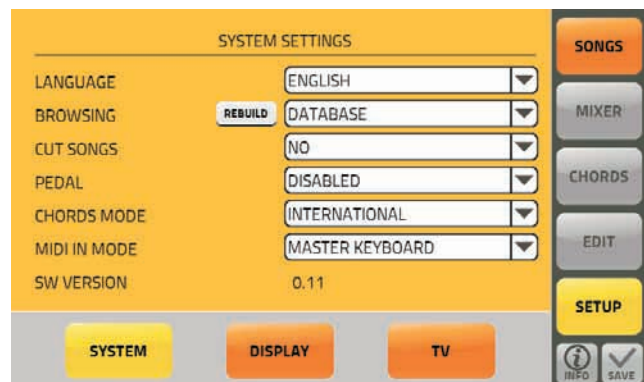 SYSTEM SETTINGS
LANGUAGE ENGLISH
BROWSING REBUILD DATABASE
CUT SONGS NO
PEDAL DISABLED
CHORDS MODE INTERNATIONAL
MIDI IN MODE MASTER KEYBOARD
SW VERSION 0.11
SYSTEM DISPLAY TV
SONGS
MIXER
CHORDS
EDIT
SETUP
INFO SAVE